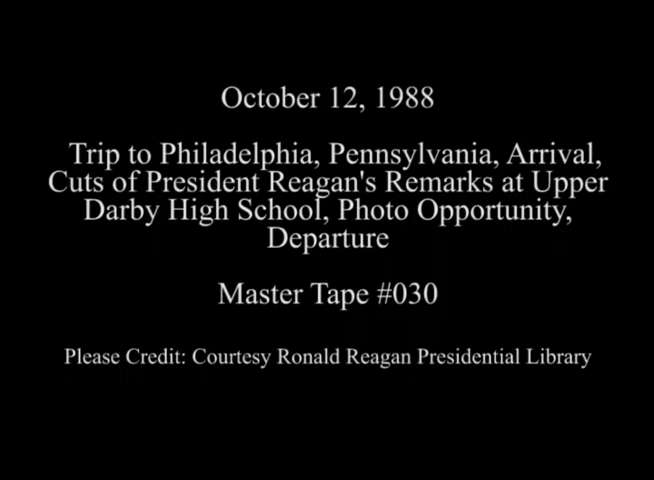 October 12, 1988
Trip to Philadelphia, Pennsylvania, Arrival,
Cuts of President Reagan's Remarks at Upper
Darby High School, Photo Opportunity,
Departure
Master Tape #030
Please Credit: Courtesy Ronald Reagan Presidential Library